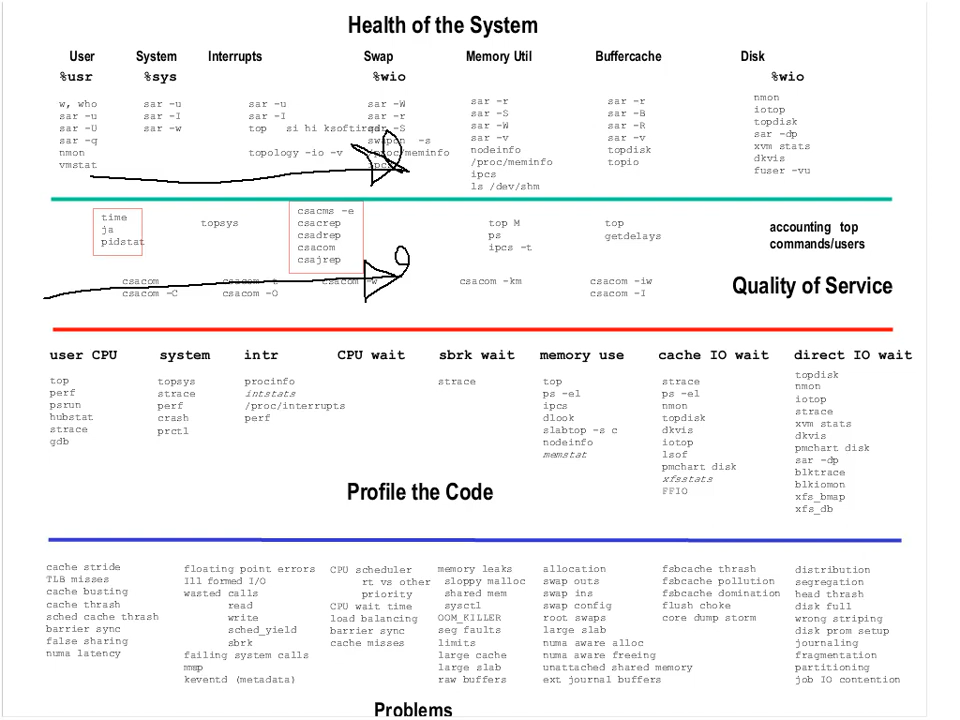 Health of the System
User System Interrupts Swap Memory Util Buffercache Disk
%usr %sys %wio %wio
w, who
sar -u
sar -U
sar -q
nmon
vmstat
sar -u
sar -I
sar -w
sar -u
sar -I
top si hi ksoftirqd
topology -io -v
sar -W
sar -r
sar -S
swapon -s
/proc/meminfo
sar -r
sar -S
sar -W
sar -v
nodeinfo
/proc/meminfo
ipcs
ls /dev/shm
sar -r
sar -B
sar -R
sar -v
topdisk
topio
nmon
iotop
topdisk
sar -dp
xvm stats
dkvis
fuser -vu
time
ja
pidstat
topsys
csacms -e
csacrep
csadrep
csacom
csajrep
top M
ps
ipcs -t
top
getdelays
accounting top
commands/users
csacom
csacom -C
csacom -t
csacom -O
csacom -w
csacom -km
csacom -iw
csacom -I
Quality of Service
user CPU system intr CPU wait sbrk wait memory use cache IO wait direct IO wait
top
perf
psrun
hubstat
strace
gdb
topsys
strace
perf
crash
prctl
procinfo
intstats
/proc/interrupts
perf
strace
top
ps -el
ipcs
dlook
slabtop -s c
nodeinfo
memstat
strace
ps -el
nmon
topdisk
dkvis
iotop
lsof
pmchart disk
xfsstats
FFIO
topdisk
nmon
iotop
strace
xvm stats
dkvis
pmchart disk
sar -dp
blktrace
blkiomon
xfs_bmap
xfs_db
Profile the Code
cache stride
TLB misses
cache busting
cache thrash
sched cache thrash
barrier sync
false sharing
numa latency
floating point errors
Ill formed I/O
wasted calls
read
write
sched_yield
sbrk
failing system calls
mmp
keventd (metadata)
CPU scheduler
rt vs other
priority
CPU wait time
load balancing
barrier sync
cache misses
memory leaks
sloppy malloc
shared mem
sysctl
OOM_KILLER
seg faults
limits
large cache
large slab
raw buffers
allocation
swap outs
swap ins
swap config
root swaps
large slab
numa aware alloc
numa aware freeing
unattached shared memory
ext journal buffers
fsbcache thrash
fsbcache pollution
fsbcache domination
flush choke
core dump storm
distribution
segregation
head thrash
disk full
wrong striping
disk prom setup
journaling
fragmentation
partitioning
job IO contention
Problems